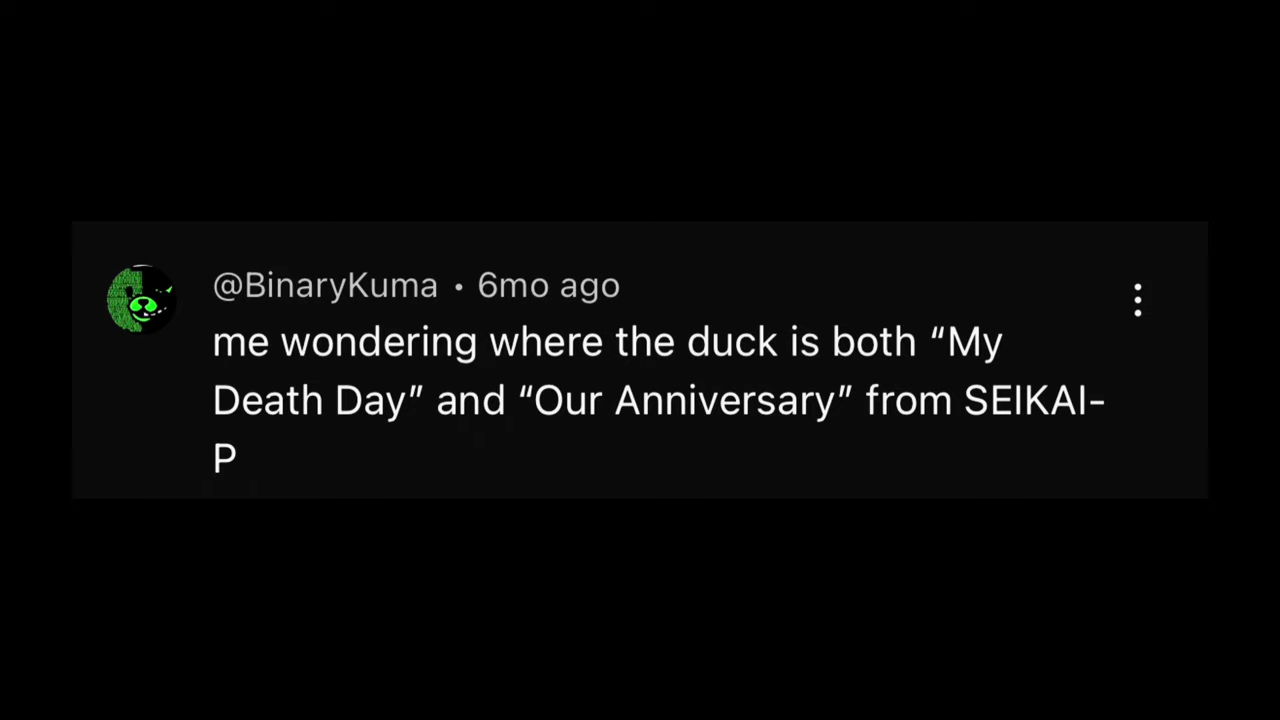 @BinaryKuma • 6mo ago
me wondering where the duck is both “My
Death Day” and “Our Anniversary” from SEIKAI-
P